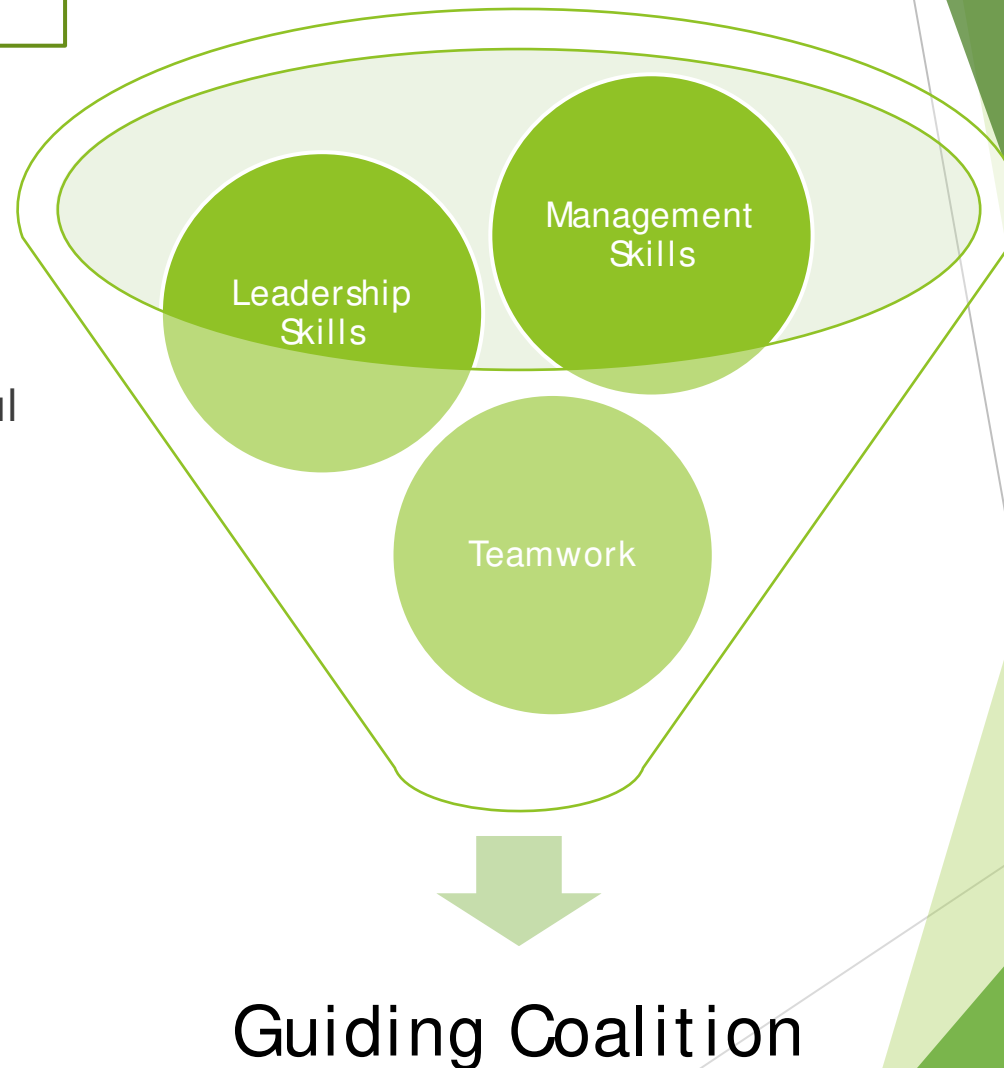 Management
Skills
Leadership
Skills
Teamwork
Guiding Coalition